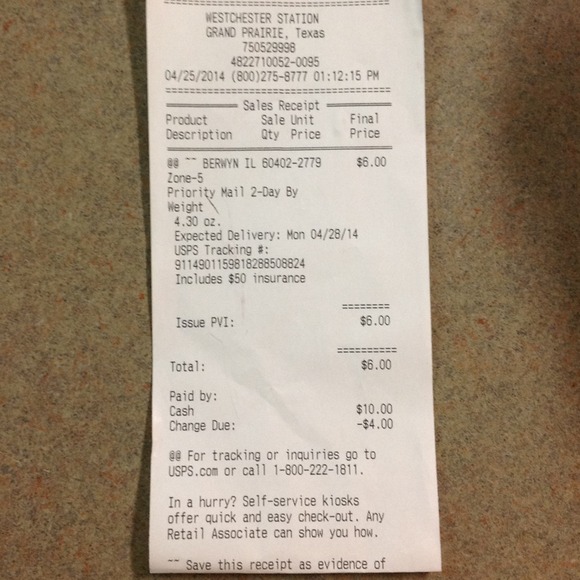 ========================================
WESTCHESTER STATION
GRAND PRAIRIE, Texas
750529998
4822710052-0095
04/25/2014 (800)275-8777 01:12:15 PM
========================================
Sales Receipt
Product Sale Unit Final
Description Qty Price Price
@@ ~~ BERWYN IL 60402-2779 $6.00
Zone-5
Priority Mail 2-Day By
Weight \
4.30 oz.
Expected Delivery: Mon 04/28/14
USPS Tracking #:
9114901159818288508824
Includes $50 insurance
========
Issue PVI: $6.00
==========
Total: $6.00
Paid by:
Cash $10.00
Change Due: -$4.00
@@ For tracking or inquiries go to
USPS.com or call 1-800-222-1811.
In a hurry? Self-service kiosks
offer quick and easy check-out. Any
Retail Associate can show you how.
~~ Save this receipt as evidence of